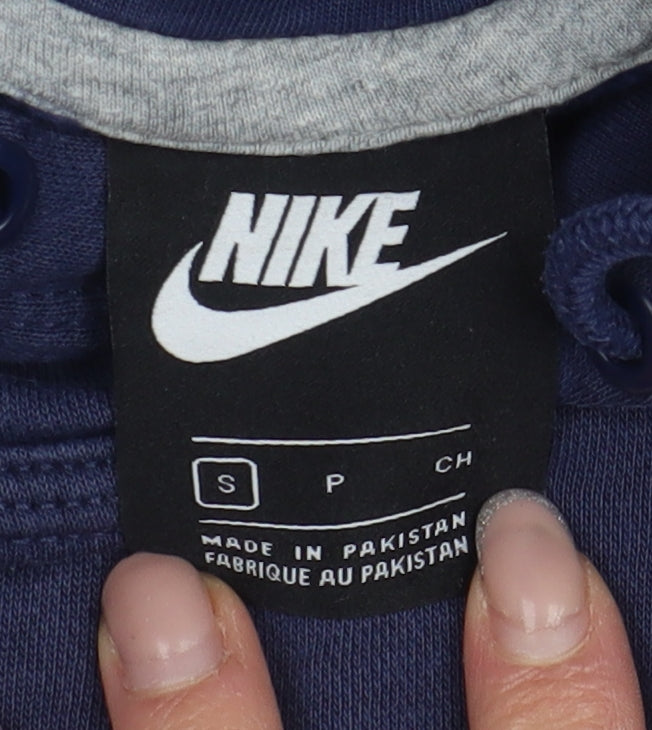 NIKE
S P CH
MADE IN PAKISTAN
FABRIQUE AU PAKISTAN